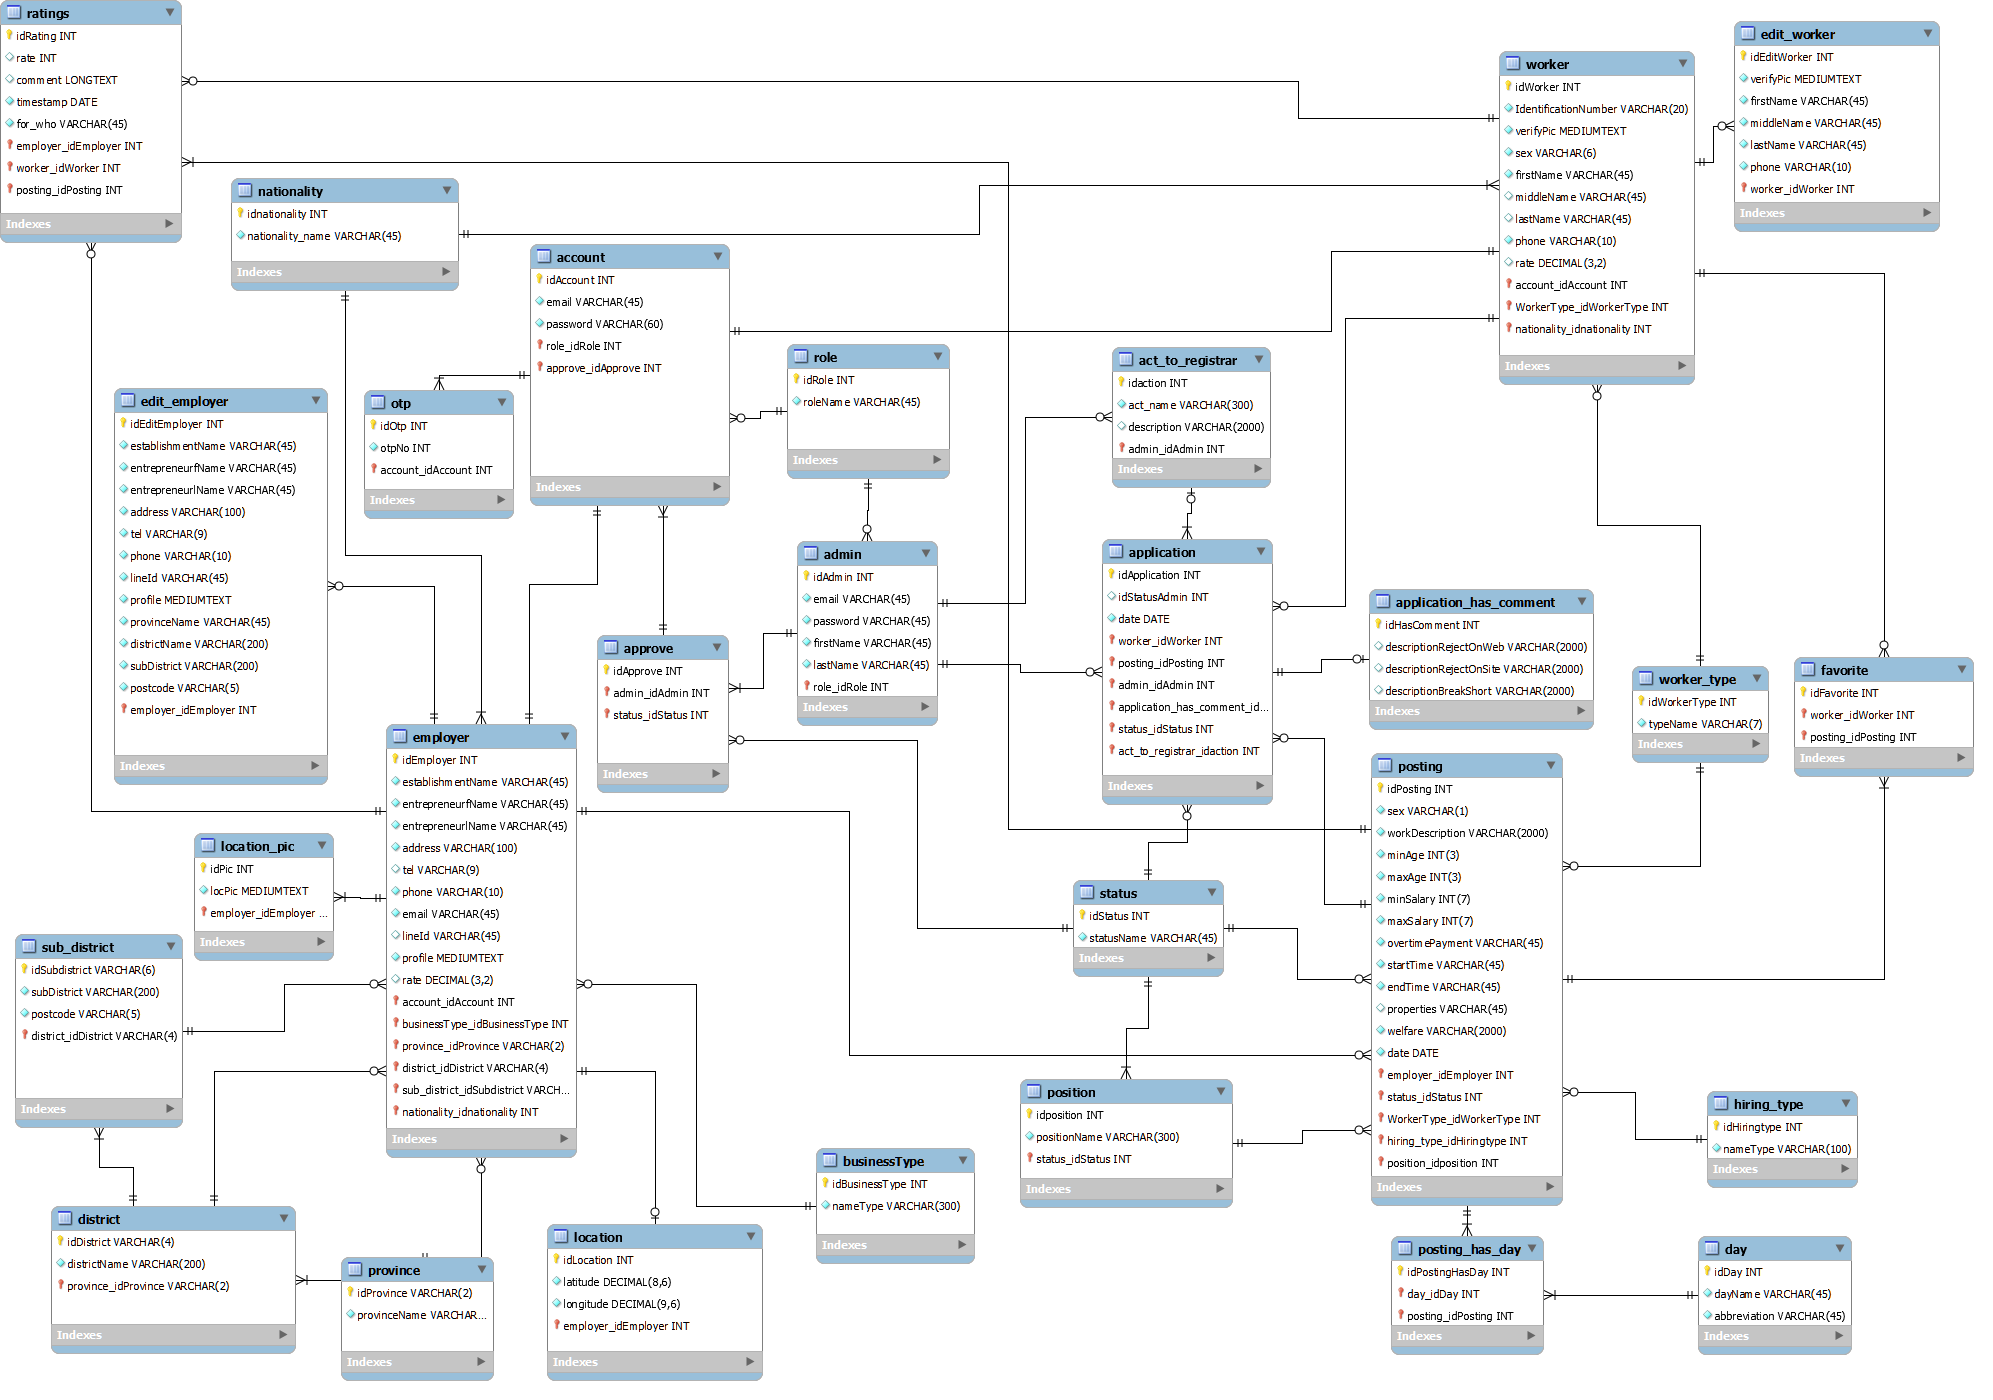 ratings
idRating INT
rate INT
comment LONGTEXT
timestamp DATE
for_who VARCHAR(45)
employer_idEmployer INT
worker_idWorker INT
posting_idPosting INT
Indexes
nationality
idnationality INT
nationality_name VARCHAR(45)
Indexes
account
idAccount INT
email VARCHAR(45)
password VARCHAR(60)
role_idRole INT
approve_idApprove INT
Indexes
worker
idWorker INT
IdentificationNumber VARCHAR(20)
verifyPic MEDIUMTEXT
sex VARCHAR(6)
firstName VARCHAR(45)
middleName VARCHAR(45)
lastName VARCHAR(45)
phone VARCHAR(10)
rate DECIMAL(3,2)
account_idAccount INT
WorkerType_idWorkerType INT
nationality_idnationality INT
Indexes
edit_worker
idEditWorker INT
verifyPic MEDIUMTEXT
firstName VARCHAR(45)
middleName VARCHAR(45)
lastName VARCHAR(45)
phone VARCHAR(10)
worker_idWorker INT
Indexes
edit_employer
idEditEmployer INT
establishmentName VARCHAR(45)
entrepreneurfName VARCHAR(45)
entrepreneurlName VARCHAR(45)
address VARCHAR(100)
tel VARCHAR(9)
phone VARCHAR(10)
lineId VARCHAR(45)
profile MEDIUMTEXT
provinceName VARCHAR(45)
districtName VARCHAR(200)
subDistrict VARCHAR(200)
postcode VARCHAR(5)
employer_idEmployer INT
Indexes
otp
idOtp INT
otpNo INT
account_idAccount INT
Indexes
role
idRole INT
roleName VARCHAR(45)
Indexes
act_to_registrar
idaction INT
act_name VARCHAR(300)
description VARCHAR(2000)
admin_idAdmin INT
Indexes
admin
idAdmin INT
email VARCHAR(45)
password VARCHAR(45)
firstName VARCHAR(45)
lastName VARCHAR(45)
role_idRole INT
Indexes
application
idApplication INT
idStatusAdmin INT
date DATE
worker_idWorker INT
posting_idPosting INT
admin_idAdmin INT
application_has_comment_id...
status_idStatus INT
act_to_registrar_idaction INT
Indexes
application_has_comment
idHasComment INT
descriptionRejectOnWeb VARCHAR(2000)
descriptionRejectOnSite VARCHAR(2000)
descriptionBreakShort VARCHAR(2000)
Indexes
approve
idApprove INT
admin_idAdmin INT
status_idStatus INT
Indexes
worker_type
idWorkerType INT
typeName VARCHAR(7)
Indexes
favorite
idFavorite INT
worker_idWorker INT
posting_idPosting INT
Indexes
employer
idEmployer INT
establishmentName VARCHAR(45)
entrepreneurfName VARCHAR(45)
entrepreneurlName VARCHAR(45)
address VARCHAR(100)
tel VARCHAR(9)
phone VARCHAR(10)
email VARCHAR(45)
lineId VARCHAR(45)
profile MEDIUMTEXT
rate DECIMAL(3,2)
account_idAccount INT
businessType_idBusinessType INT
province_idProvince VARCHAR(2)
district_idDistrict VARCHAR(4)
sub_district_idSubdistrict VARCH...
nationality_idnationality INT
Indexes
posting
idPosting INT
sex VARCHAR(1)
workDescription VARCHAR(2000)
minAge INT(3)
maxAge INT(3)
minSalary INT(7)
maxSalary INT(7)
overtimePayment VARCHAR(45)
startTime VARCHAR(45)
endTime VARCHAR(45)
properties VARCHAR(45)
welfare VARCHAR(2000)
date DATE
employer_idEmployer INT
status_idStatus INT
WorkerType_idWorkerType INT
hiring_type_idHiringtype INT
position_idposition INT
Indexes
location_pic
idPic INT
locPic MEDIUMTEXT
employer_idEmployer ...
Indexes
status
idStatus INT
statusName VARCHAR(45)
Indexes
sub_district
idSubdistrict VARCHAR(6)
subDistrict VARCHAR(200)
postcode VARCHAR(5)
district_idDistrict VARCHAR(4)
Indexes
position
idposition INT
positionName VARCHAR(300)
status_idStatus INT
Indexes
hiring_type
idHiringtype INT
nameType VARCHAR(100)
Indexes
businessType
idBusinessType INT
nameType VARCHAR(300)
Indexes
district
idDistrict VARCHAR(4)
districtName VARCHAR(200)
province_idProvince VARCHAR(2)
Indexes
province
idProvince VARCHAR(2)
provinceName VARCHAR...
Indexes
location
idLocation INT
latitude DECIMAL(8,6)
longitude DECIMAL(9,6)
employer_idEmployer INT
Indexes
posting_has_day
idPostingHasDay INT
day_idDay INT
posting_idPosting INT
Indexes
day
idDay INT
dayName VARCHAR(45)
abbreviation VARCHAR(45)
Indexes